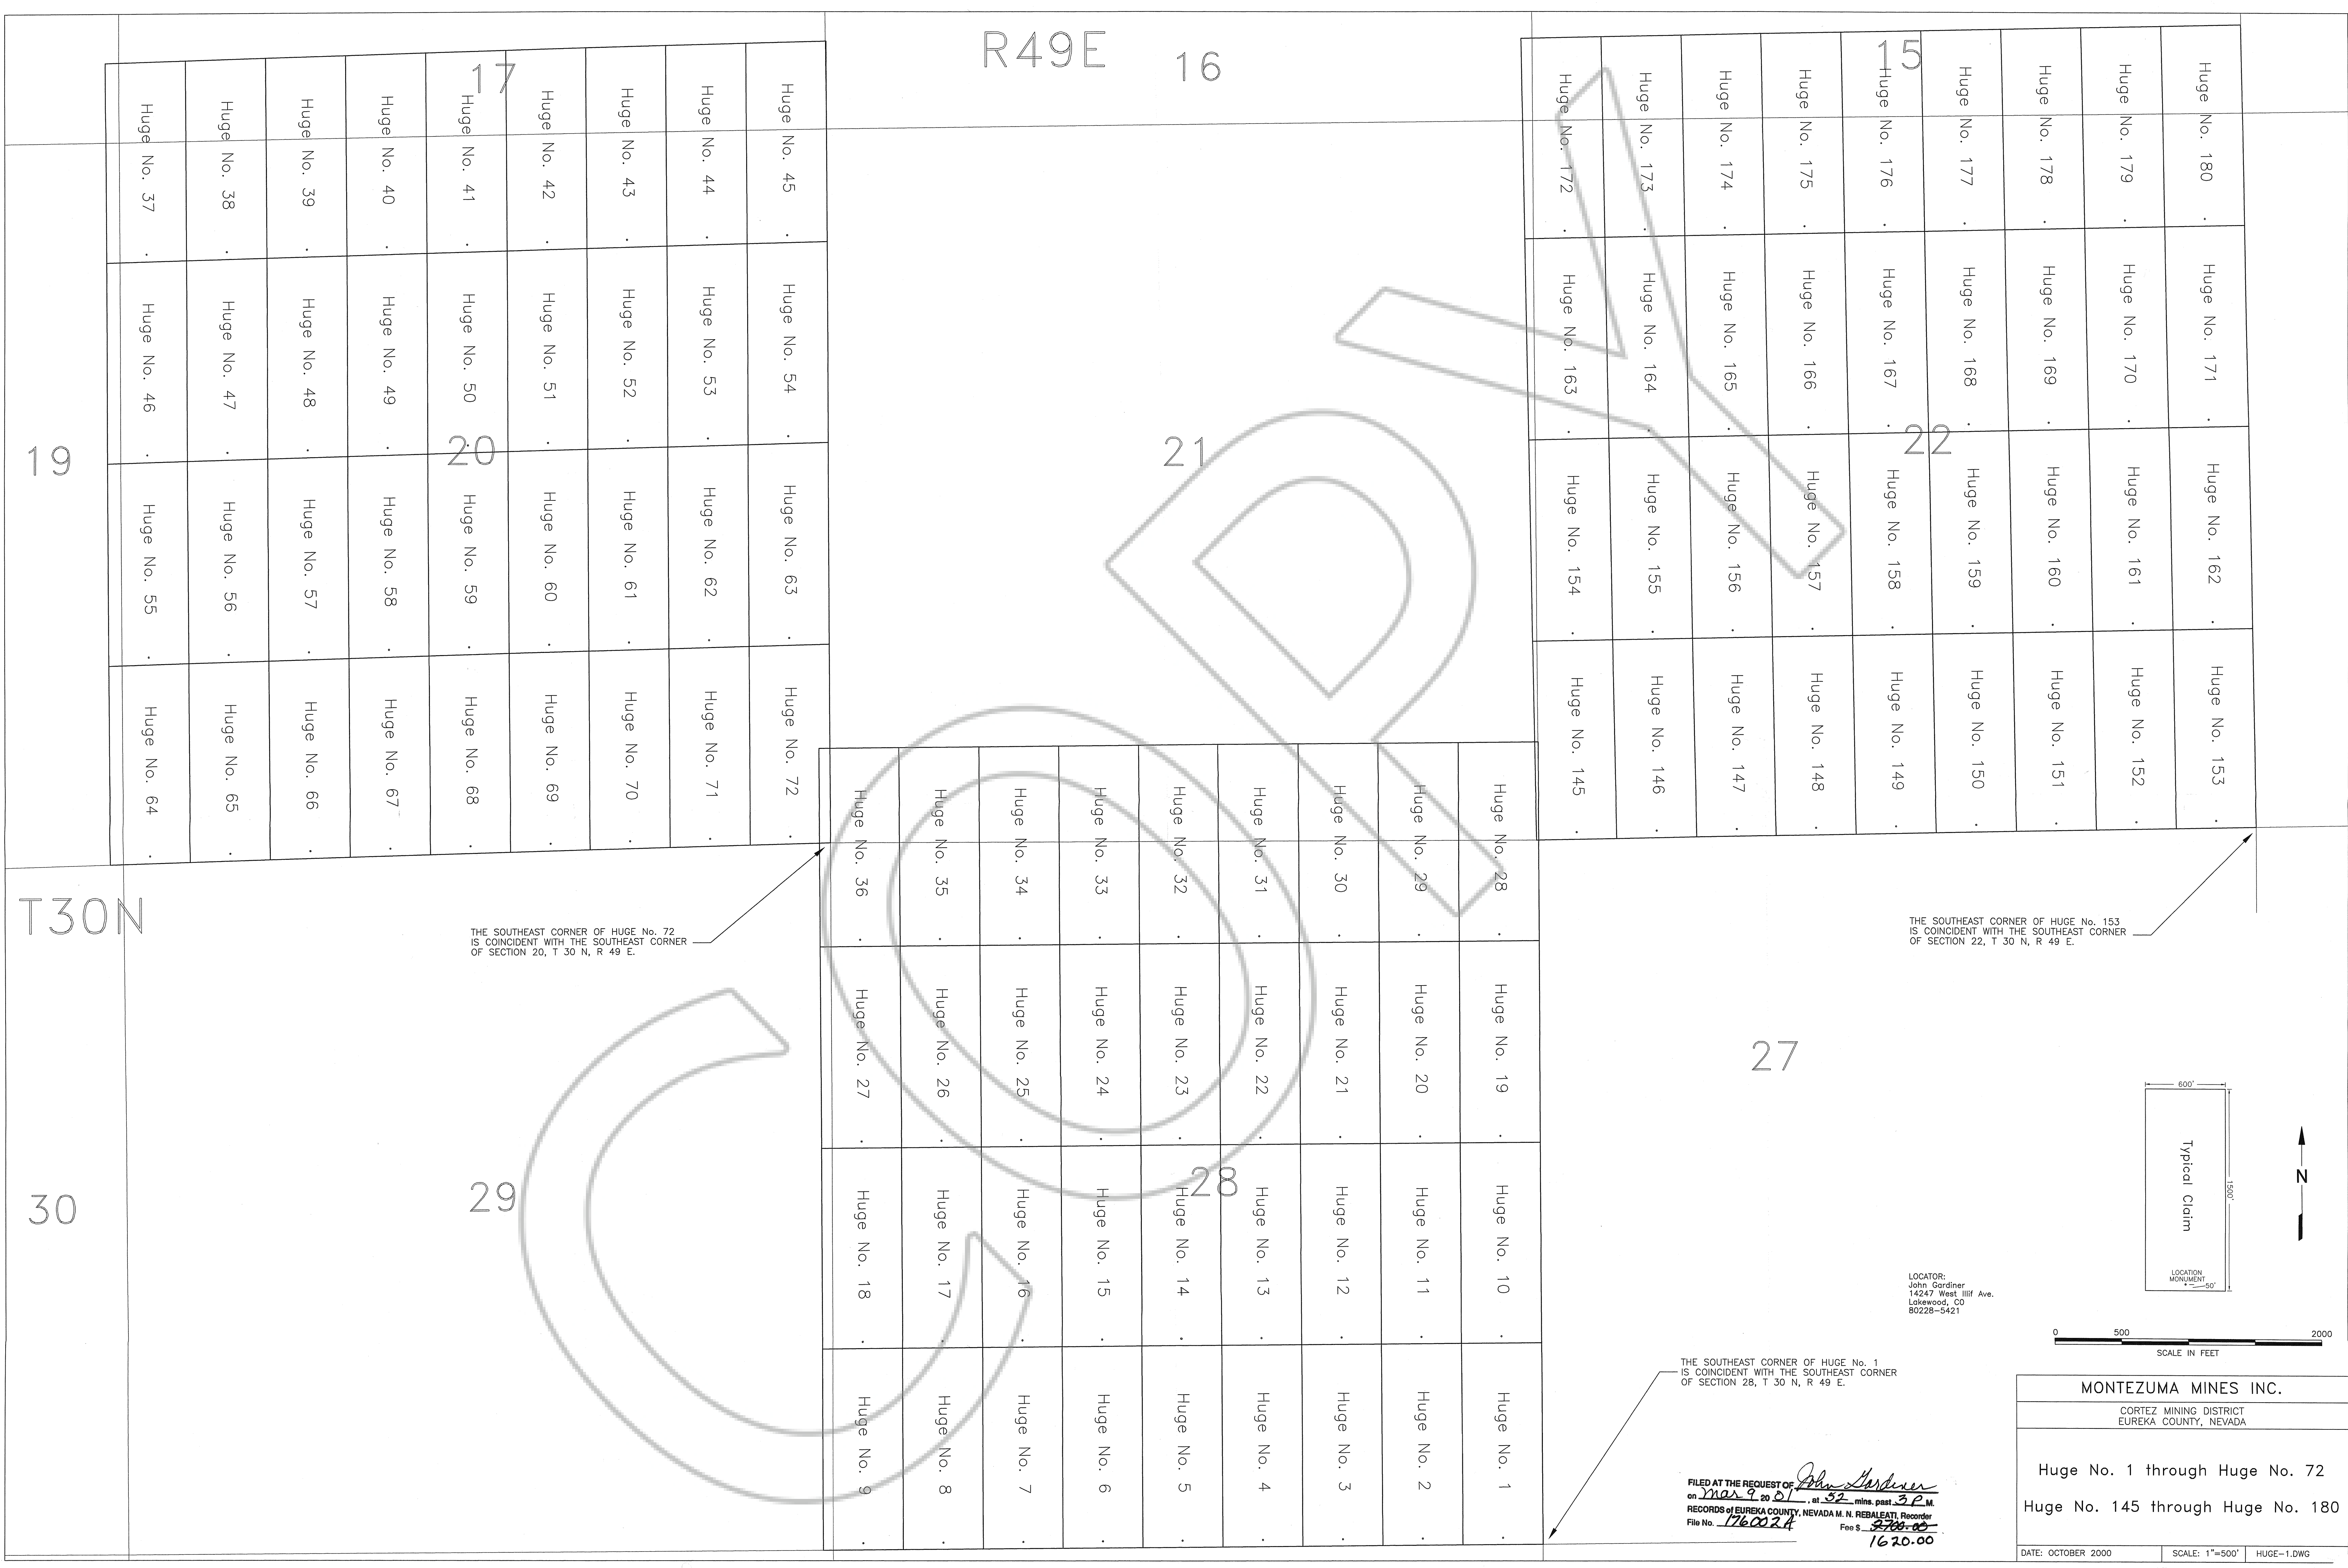 R49E
17
16
15
Huge No. 37
Huge No. 38
Huge No. 39
Huge No. 40
Huge No. 41
Huge No. 42
Huge No. 43
Huge No. 44
Huge No. 45
Huge No. 172
Huge No. 173
Huge No. 174
Huge No. 175
Huge No. 176
Huge No. 177
Huge No. 178
Huge No. 179
Huge No. 180
Huge No. 46
Huge No. 47
Huge No. 48
Huge No. 49
Huge No. 50
Huge No. 51
Huge No. 52
Huge No. 53
Huge No. 54
Huge No. 163
Huge No. 164
Huge No. 165
Huge No. 166
Huge No. 167
Huge No. 168
Huge No. 169
Huge No. 170
Huge No. 171
19
20
21
22
Huge No. 55
Huge No. 56
Huge No. 57
Huge No. 58
Huge No. 59
Huge No. 60
Huge No. 61
Huge No. 62
Huge No. 63
Huge No. 154
Huge No. 155
Huge No. 156
Huge No. 157
Huge No. 158
Huge No. 159
Huge No. 160
Huge No. 161
Huge No. 162
Huge No. 64
Huge No. 65
Huge No. 66
Huge No. 67
Huge No. 68
Huge No. 69
Huge No. 70
Huge No. 71
Huge No. 72
Huge No. 145
Huge No. 146
Huge No. 147
Huge No. 148
Huge No. 149
Huge No. 150
Huge No. 151
Huge No. 152
Huge No. 153
COPY
T30N
THE SOUTHEAST CORNER OF HUGE No. 72
IS COINCIDENT WITH THE SOUTHEAST CORNER
OF SECTION 20, T 30 N, R 49 E.
Huge No. 36
Huge No. 35
Huge No. 34
Huge No. 33
Huge No. 32
Huge No. 31
Huge No. 30
Huge No. 29
Huge No. 28
THE SOUTHEAST CORNER OF HUGE No. 153
IS COINCIDENT WITH THE SOUTHEAST CORNER
OF SECTION 22, T 30 N, R 49 E.
Huge No. 27
Huge No. 26
Huge No. 25
Huge No. 24
Huge No. 23
Huge No. 22
Huge No. 21
Huge No. 20
Huge No. 19
27
30
29
28
Huge No. 18
Huge No. 17
Huge No. 16
Huge No. 15
Huge No. 14
Huge No. 13
Huge No. 12
Huge No. 11
Huge No. 10
600'
1500'
Typical Claim
LOCATION
MONUMENT
50'
N
LOCATOR:
John Gardiner
14247 West Illif Ave.
Lakewood, CO
80228-5421
0 500 2000
SCALE IN FEET
Huge No. 9
Huge No. 8
Huge No. 7
Huge No. 6
Huge No. 5
Huge No. 4
Huge No. 3
Huge No. 2
Huge No. 1
THE SOUTHEAST CORNER OF HUGE No. 1
IS COINCIDENT WITH THE SOUTHEAST CORNER
OF SECTION 28, T 30 N, R 49 E.
FILED AT THE REQUEST OF John Gardiner
on Mar 9 20 01, at 52 mins. past 3 P M.
RECORDS of EUREKA COUNTY, NEVADA M. N. REBALEATI, Recorder
File No. 176002A Fee $ 2700.00
1620.00
MONTEZUMA MINES INC.
CORTEZ MINING DISTRICT
EUREKA COUNTY, NEVADA
Huge No. 1 through Huge No. 72
Huge No. 145 through Huge No. 180
DATE: OCTOBER 2000 SCALE: 1"=500' HUGE-1.DWG